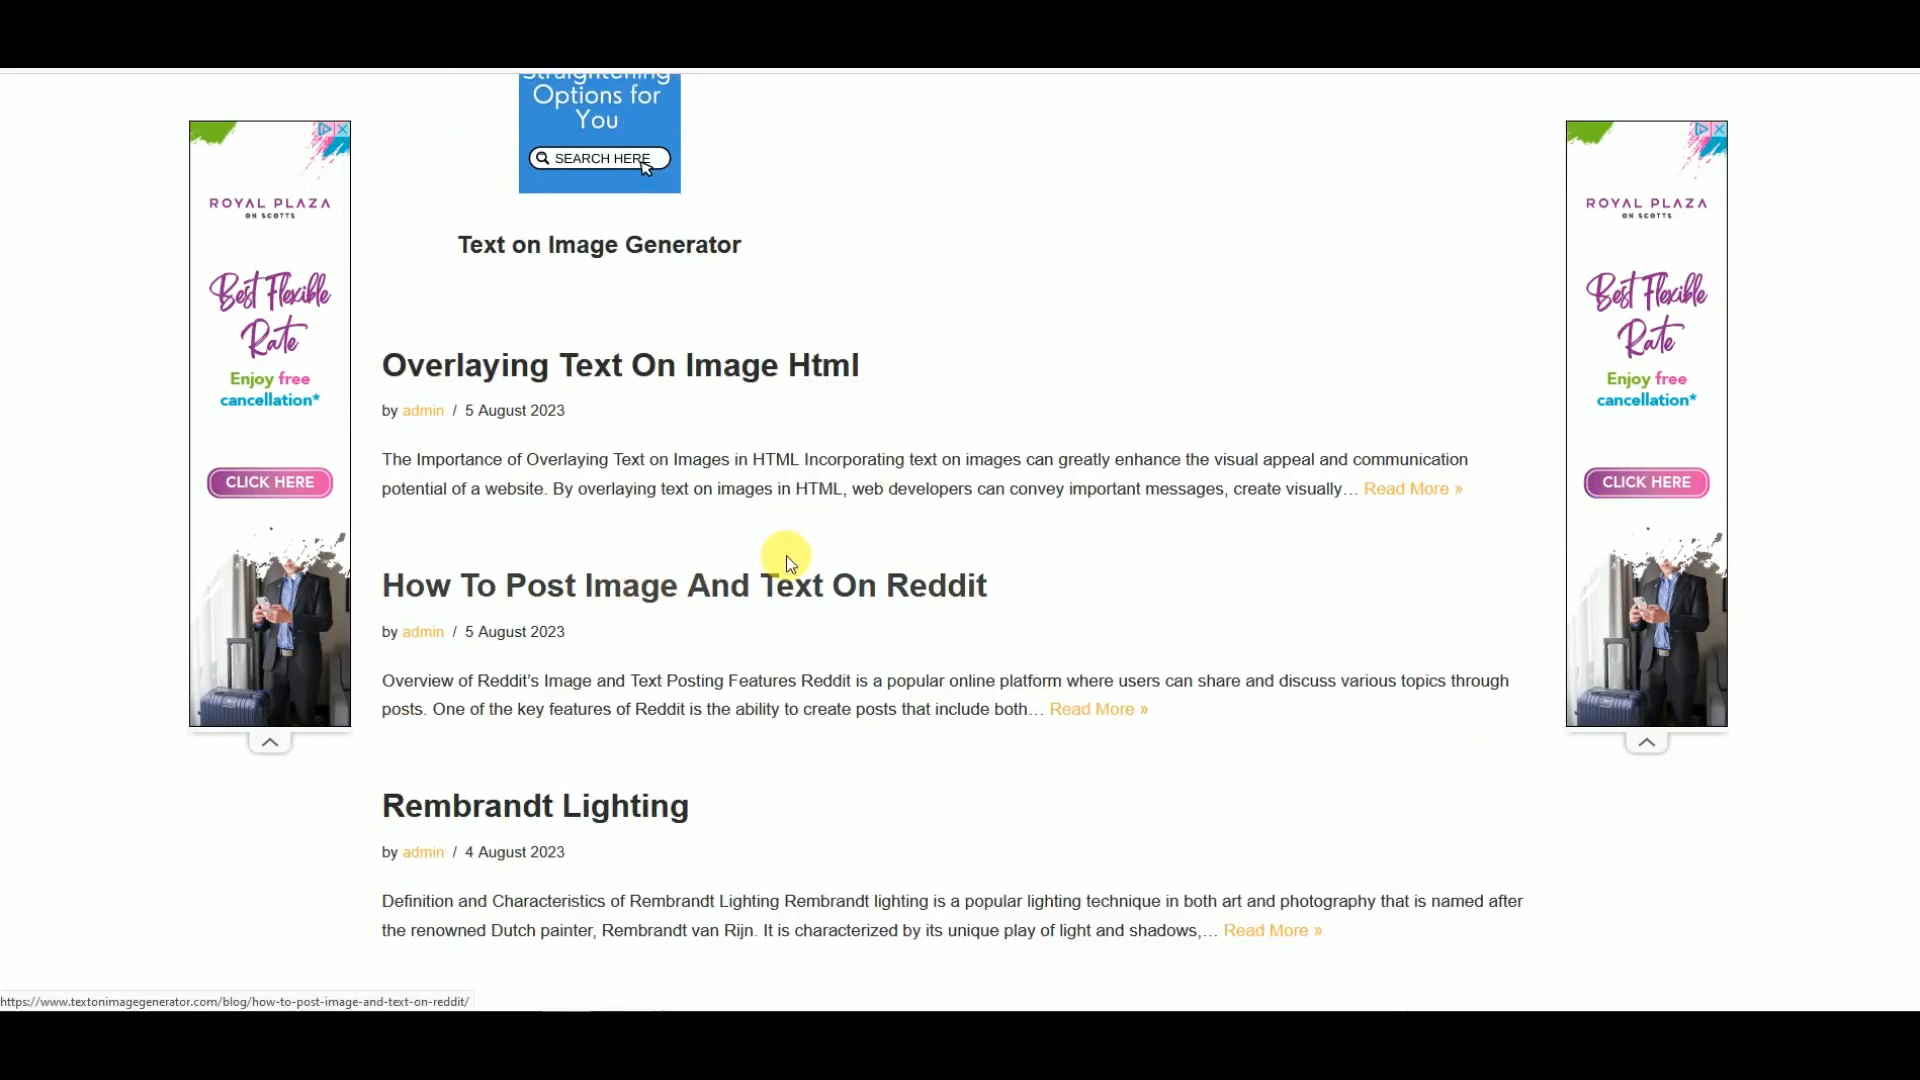 Straightening
Options for
You
SEARCH HERE
ROYAL PLAZA
ON SCOTTS
Best Flexible
Rate
Enjoy free
cancellation*
CLICK HERE
Text on Image Generator
Overlaying Text On Image Html
by admin / 5 August 2023
The Importance of Overlaying Text on Images in HTML Incorporating text on images can greatly enhance the visual appeal and communication
potential of a website. By overlaying text on images in HTML, web developers can convey important messages, create visually… Read More »
How To Post Image And Text On Reddit
by admin / 5 August 2023
Overview of Reddit’s Image and Text Posting Features Reddit is a popular online platform where users can share and discuss various topics through
posts. One of the key features of Reddit is the ability to create posts that include both… Read More »
Rembrandt Lighting
by admin / 4 August 2023
Definition and Characteristics of Rembrandt Lighting Rembrandt lighting is a popular lighting technique in both art and photography that is named after
the renowned Dutch painter, Rembrandt van Rijn. It is characterized by its unique play of light and shadows,… Read More »
ROYAL PLAZA
ON SCOTTS
Best Flexible
Rate
Enjoy free
cancellation*
CLICK HERE
https://www.textonimagegenerator.com/blog/how-to-post-image-and-text-on-reddit/